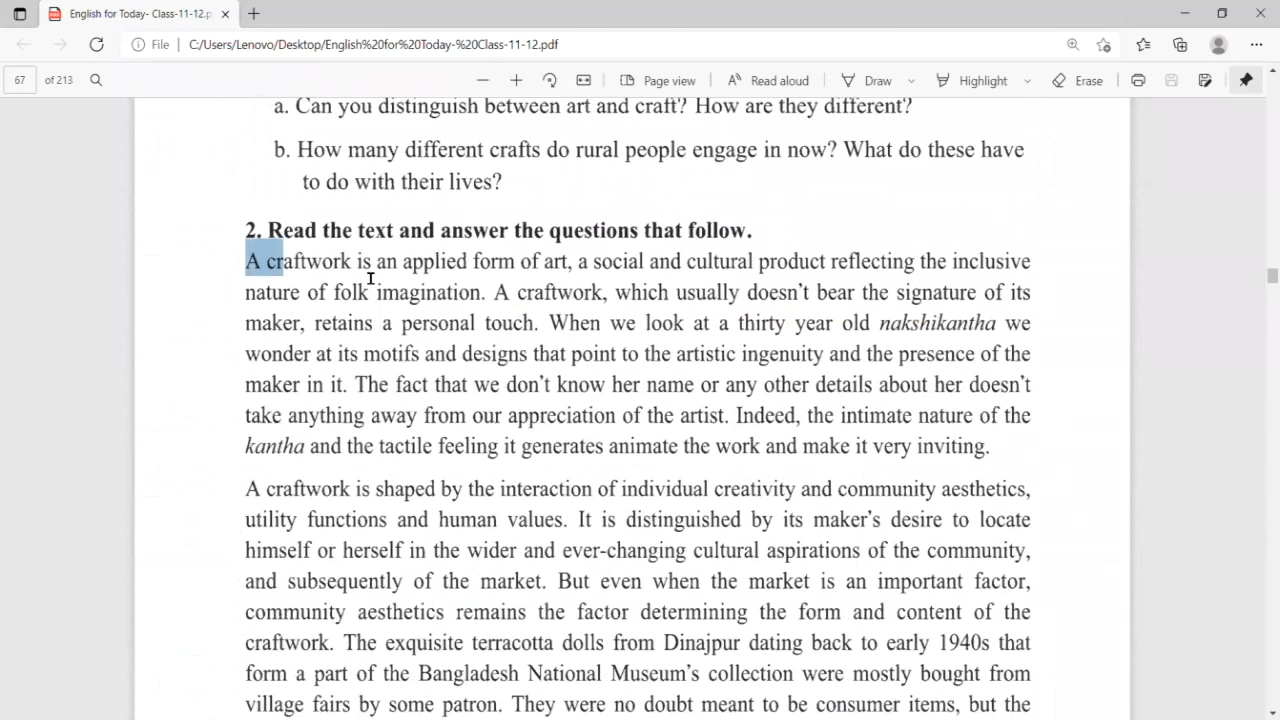 English for Today- Class-11-12.p
File | C:/Users/Lenovo/Desktop/English%20for%20Today-%20Class-11-12.pdf
67 of 213 Page view Read aloud Draw Highlight Erase
a. Can you distinguish between art and craft? How are they different?
b. How many different crafts do rural people engage in now? What do these have
to do with their lives?
2. Read the text and answer the questions that follow.
A craftwork is an applied form of art, a social and cultural product reflecting the inclusive
nature of folk imagination. A craftwork, which usually doesn't bear the signature of its
maker, retains a personal touch. When we look at a thirty year old nakshikantha we
wonder at its motifs and designs that point to the artistic ingenuity and the presence of the
maker in it. The fact that we don't know her name or any other details about her doesn't
take anything away from our appreciation of the artist. Indeed, the intimate nature of the
kantha and the tactile feeling it generates animate the work and make it very inviting.
A craftwork is shaped by the interaction of individual creativity and community aesthetics,
utility functions and human values. It is distinguished by its maker's desire to locate
himself or herself in the wider and ever-changing cultural aspirations of the community,
and subsequently of the market. But even when the market is an important factor,
community aesthetics remains the factor determining the form and content of the
craftwork. The exquisite terracotta dolls from Dinajpur dating back to early 1940s that
form a part of the Bangladesh National Museum's collection were mostly bought from
village fairs by some patron. They were no doubt meant to be consumer items, but the